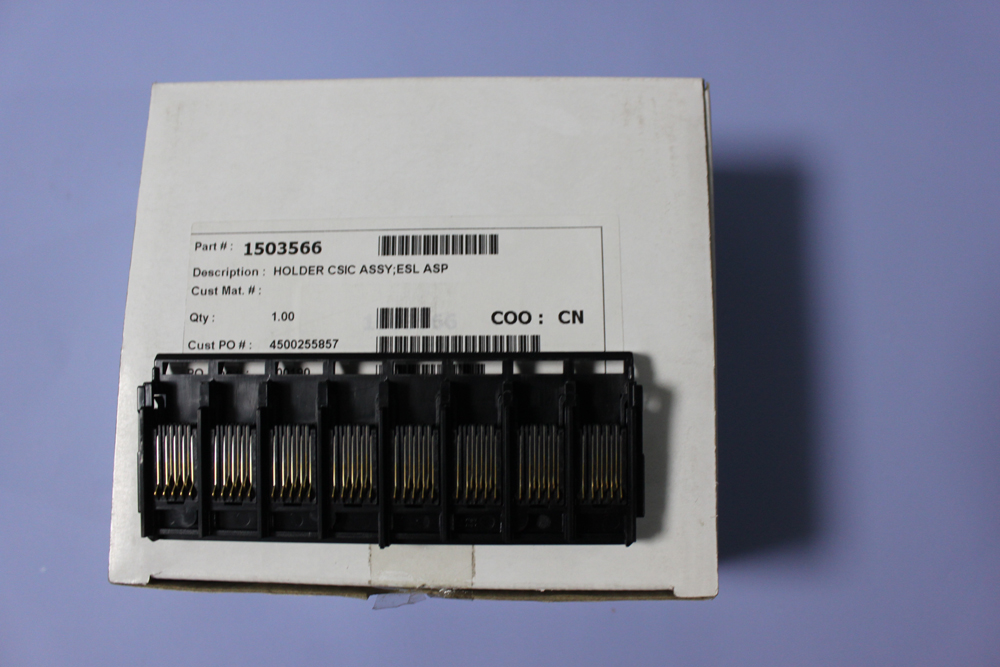 Part # : 1503566
Description : HOLDER CSIC ASSY;ESL ASP
Cust Mat. # :
Qty : 1.00
COO : CN
Cust PO # : 4500255857